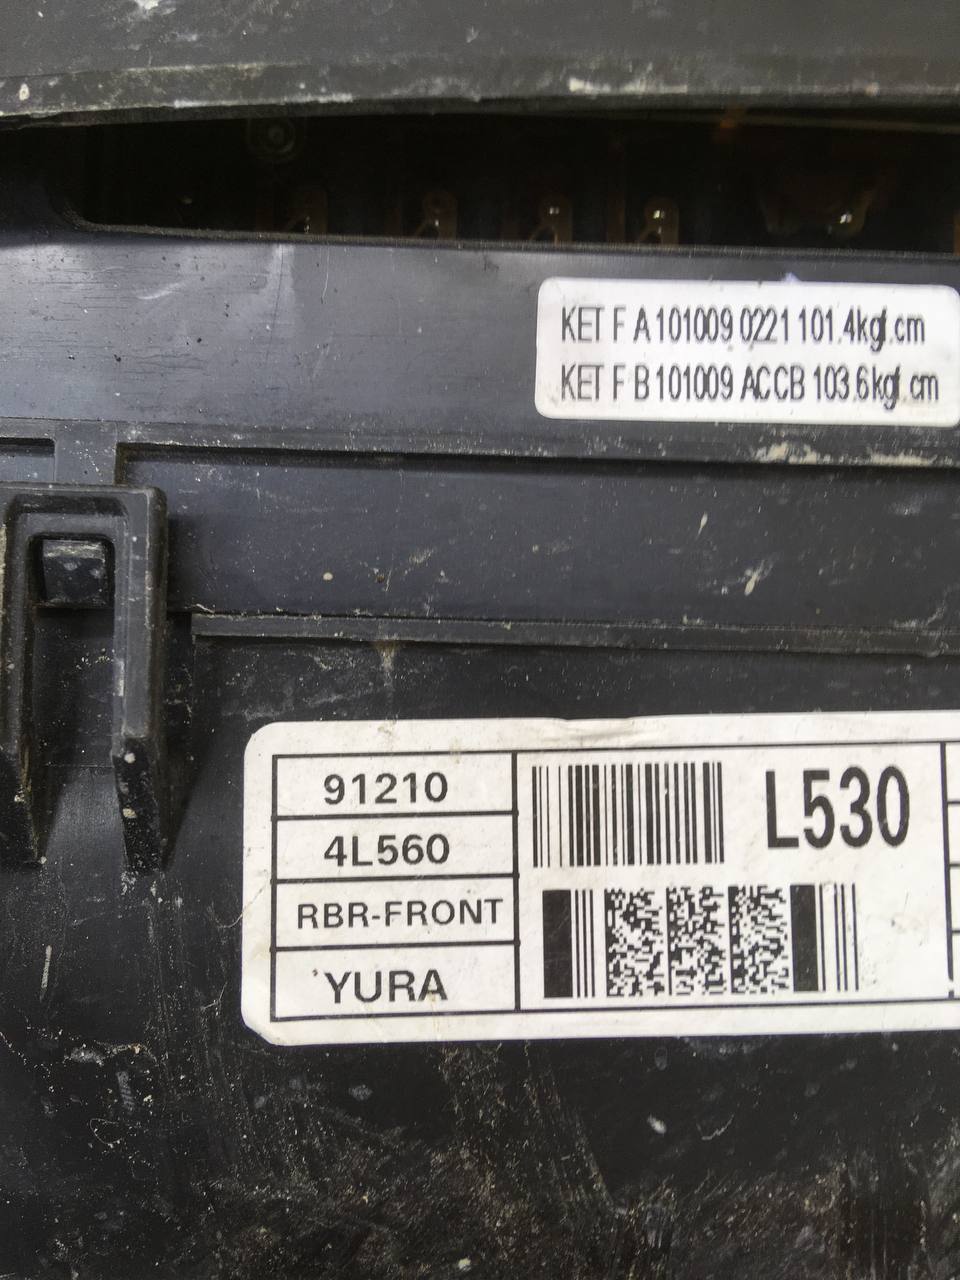 KET F A 101009 0221 101.4kgf.cm
KET F B 101009 ACCB 103.6kgf.cm
91210
4L560
RBR-FRONT
YURA
L530